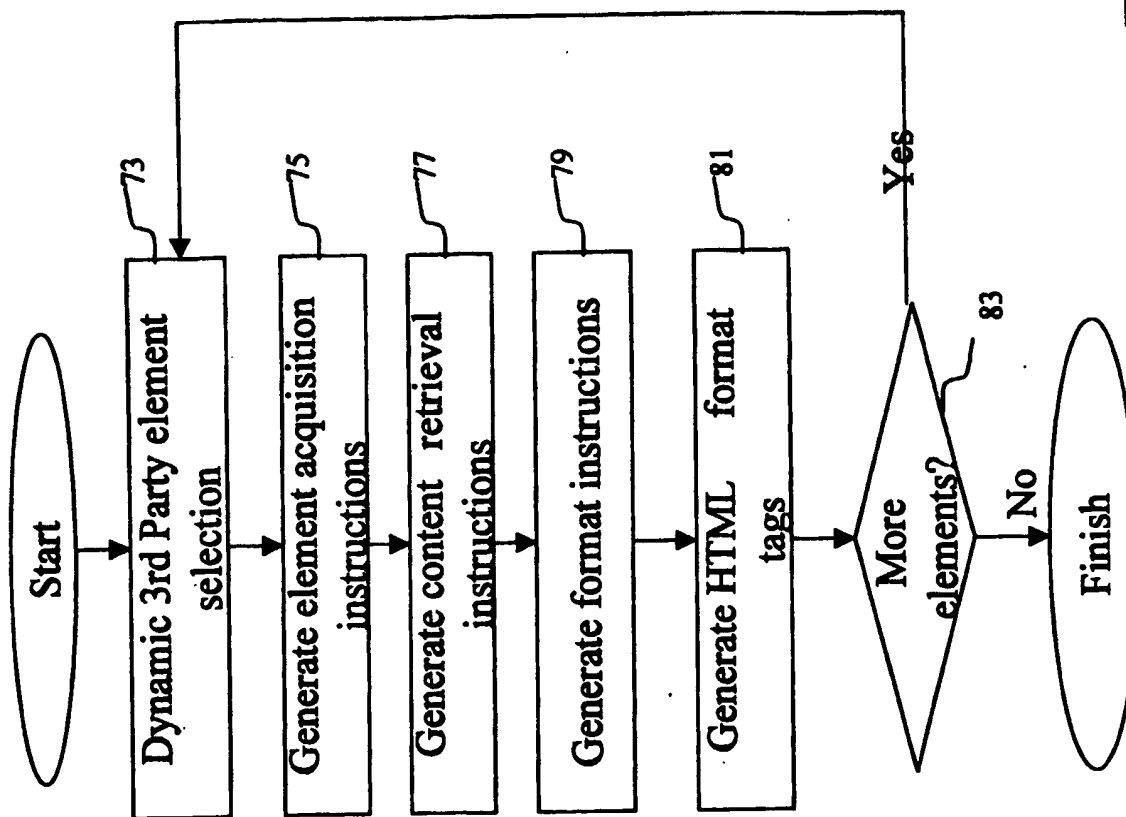 Start
73
Dynamic 3rd Party element
selection
75
Generate element acquisition
instructions
77
Generate content retrieval
instructions
79
Generate format instructions
81
Generate HTML format
tags
More
elements?
83
Yes
No
Finish